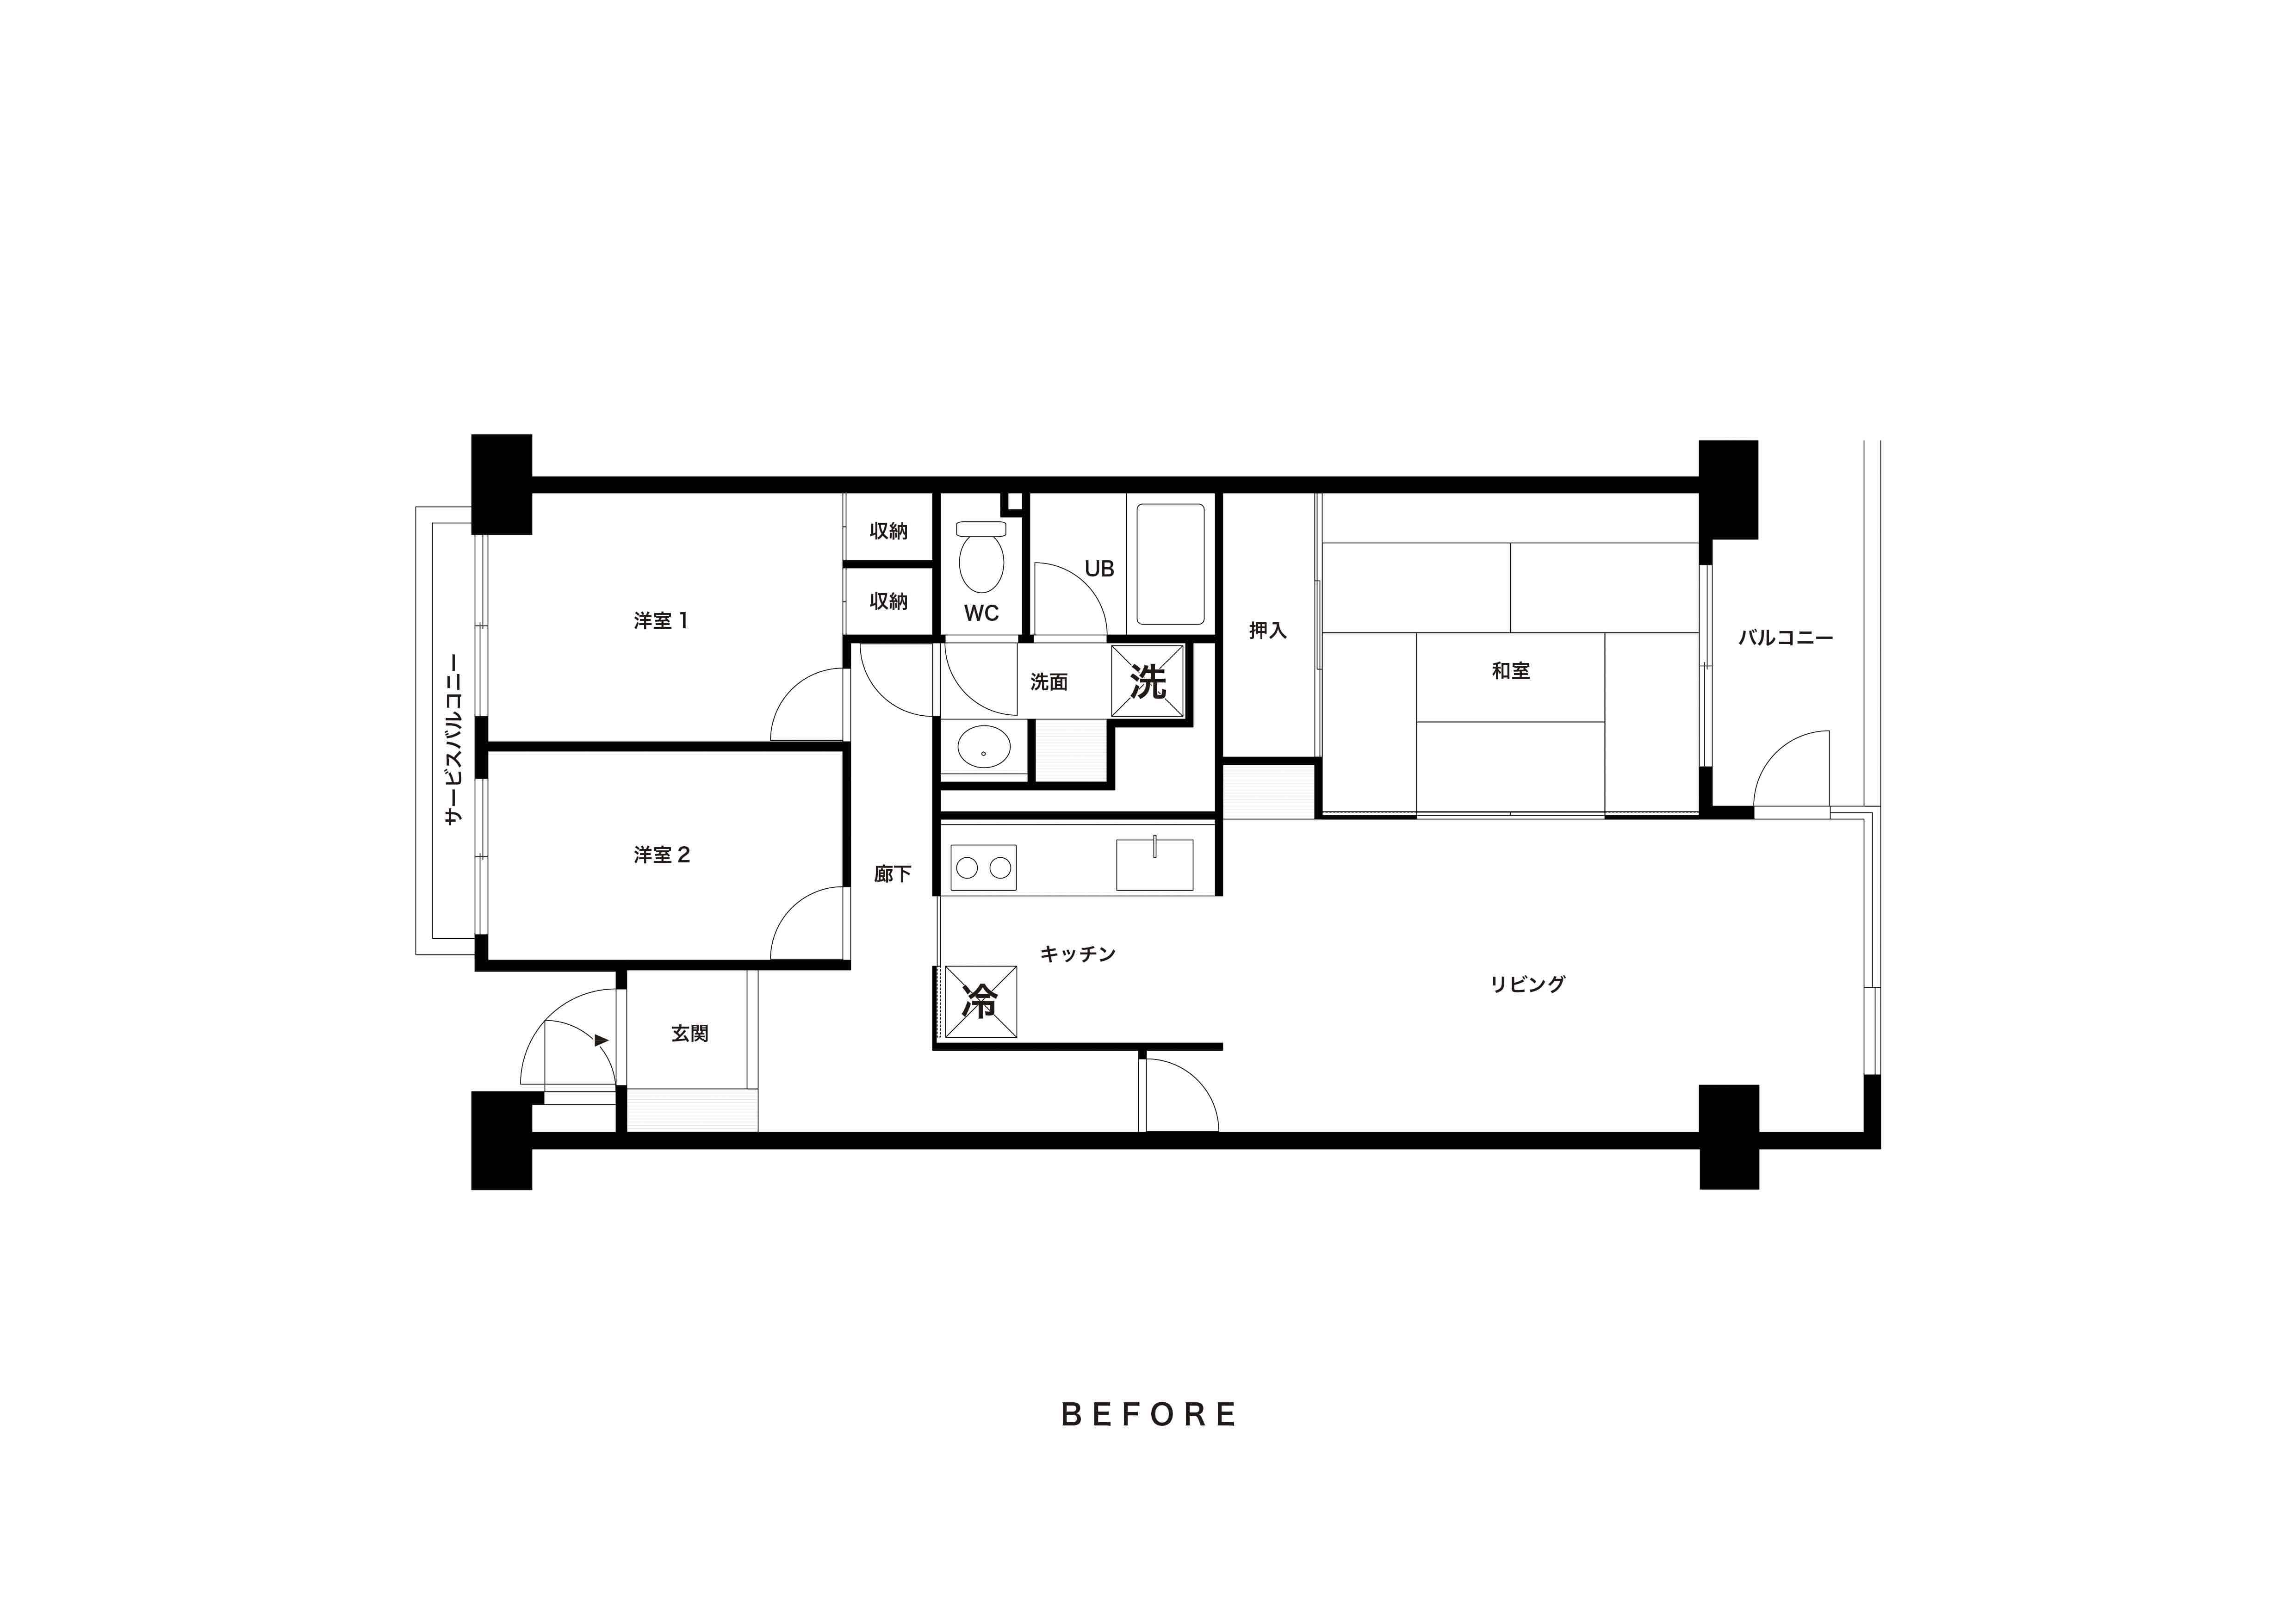 収納
収納
洋室 1
WC
UB
押入
和室
バルコニー
洗面
洗
サービスバルコニー
洋室 2
廊下
キッチン
冷
リビング
玄関
BEFORE